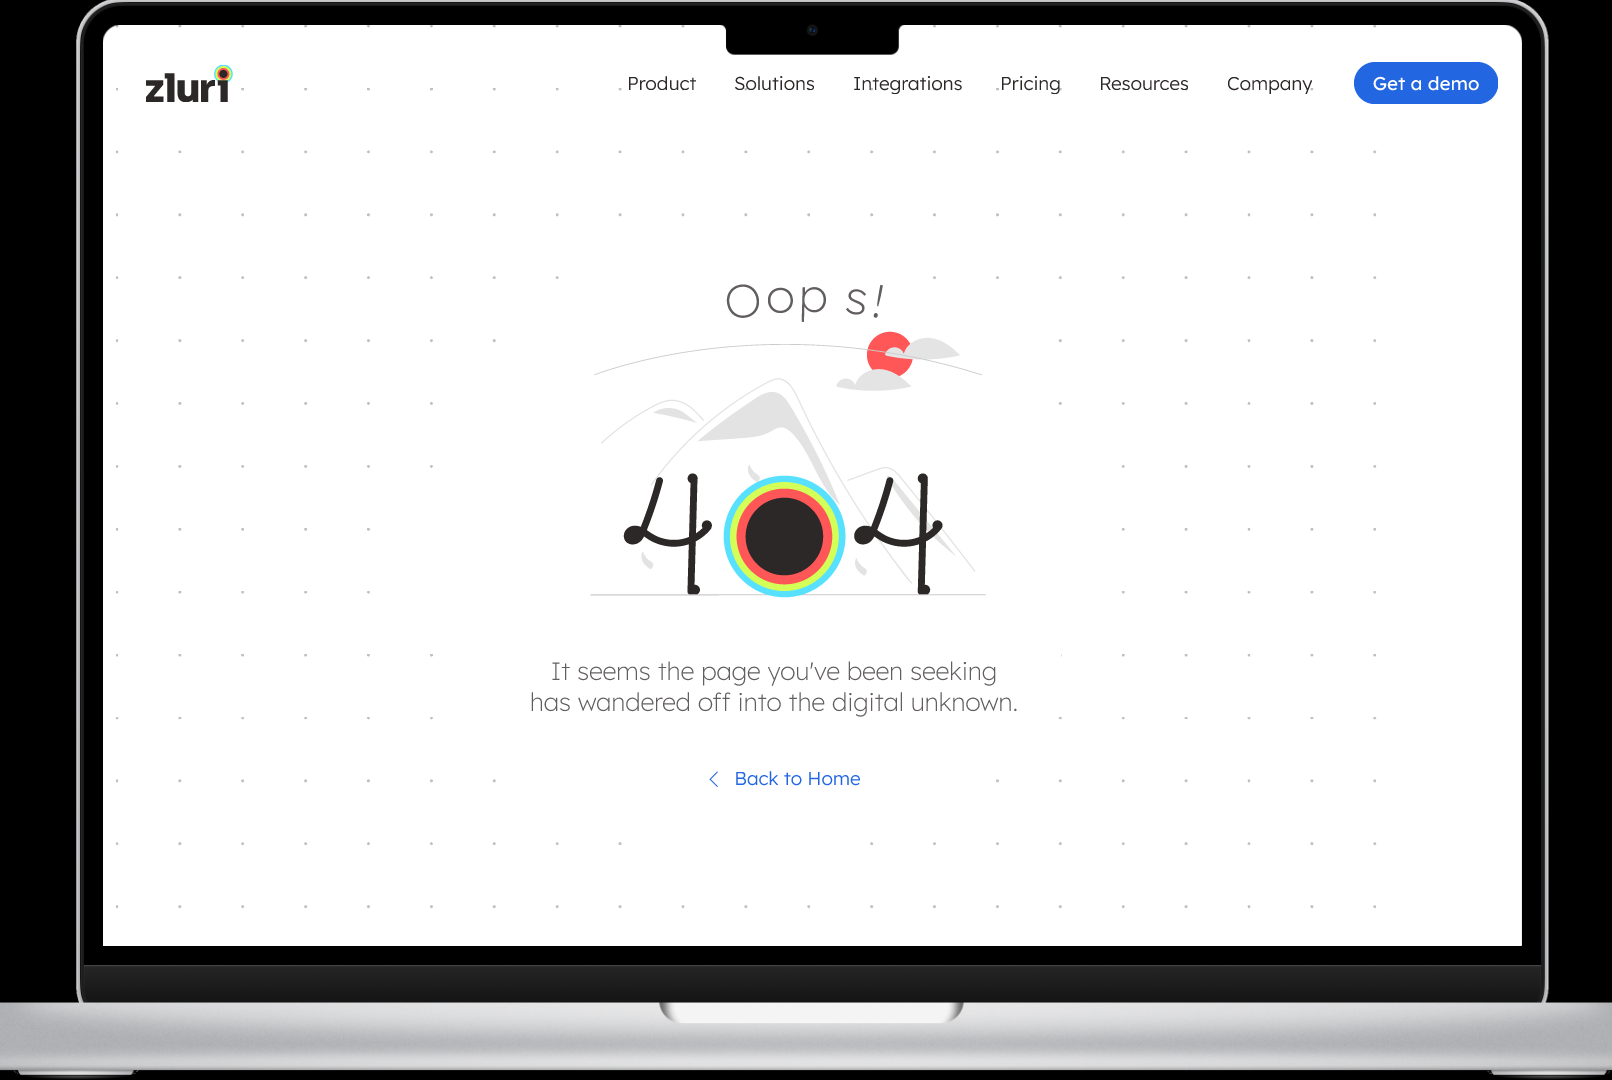 zluri
Product Solutions Integrations Pricing Resources Company Get a demo
Oops!
404
It seems the page you've been seeking
has wandered off into the digital unknown.
Back to Home